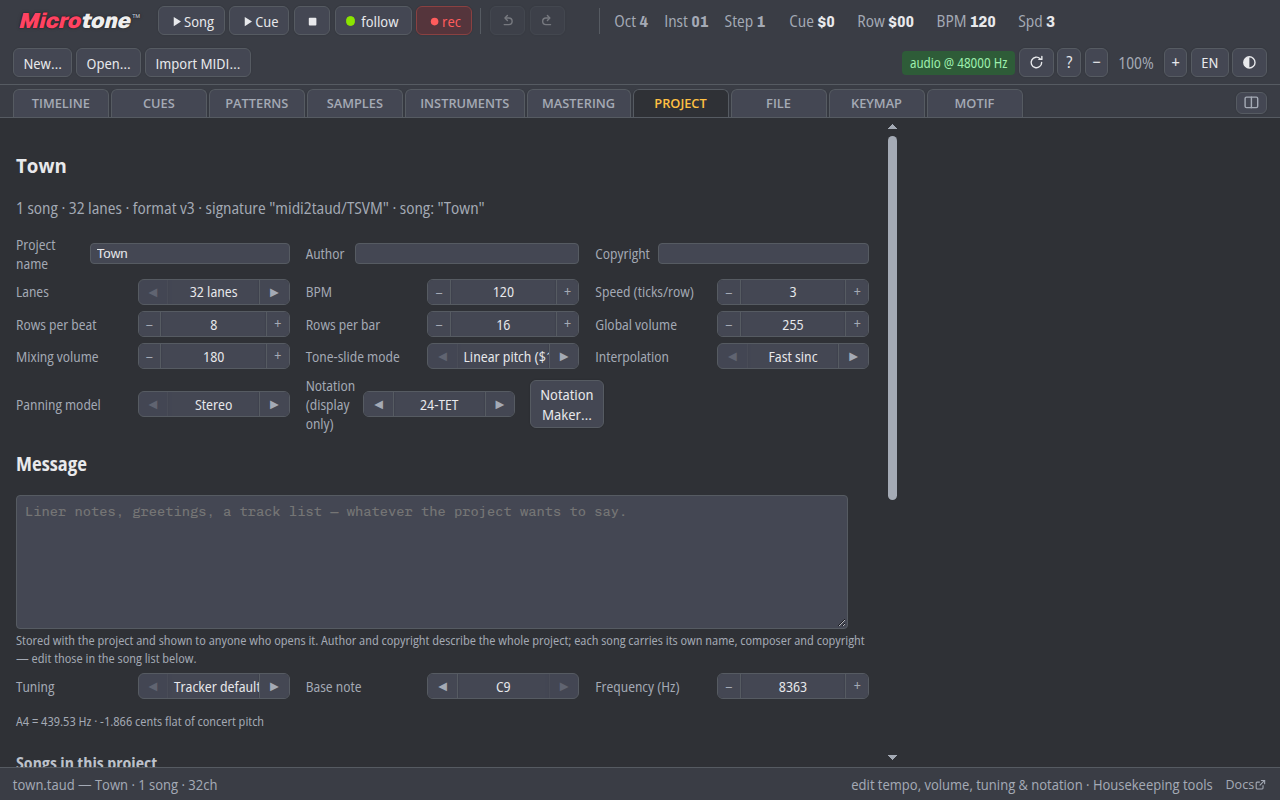 Microtone™ Song Cue follow rec Oct 4 Inst 01 Step 1 Cue $0 Row $00 BPM 120 Spd 3
New... Open... Import MIDI... audio @ 48000 Hz ? − 100% + EN
TIMELINE CUES PATTERNS SAMPLES INSTRUMENTS MASTERING PROJECT FILE KEYMAP MOTIF
Town
1 song · 32 lanes · format v3 · signature "midi2taud/TSVM" · song: "Town"
Project name Town Author Copyright
Lanes 32 lanes BPM − 120 + Speed (ticks/row) − 3 +
Rows per beat − 8 + Rows per bar − 16 + Global volume − 255 +
Mixing volume − 180 + Tone-slide mode Linear pitch ($ Interpolation Fast sinc
Panning model Stereo Notation (display only) 24-TET Notation Maker...
Message
Liner notes, greetings, a track list — whatever the project wants to say.
Stored with the project and shown to anyone who opens it. Author and copyright describe the whole project; each song carries its own name, composer and copyright
— edit those in the song list below.
Tuning Tracker default Base note C9 Frequency (Hz) − 8363 +
A4 = 439.53 Hz · -1.866 cents flat of concert pitch
Songs in this project
town.taud — Town · 1 song · 32ch edit tempo, volume, tuning & notation · Housekeeping tools Docs